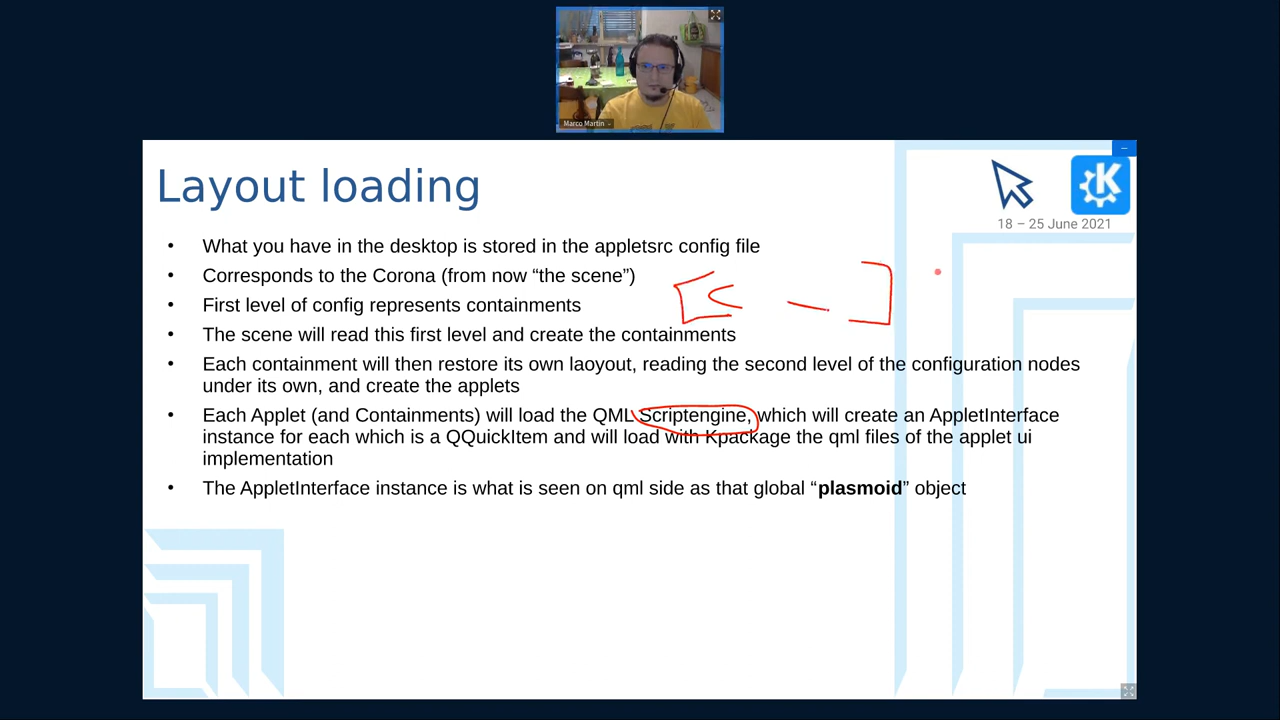 Marco Martin
Layout loading
K
18 – 25 June 2021
• What you have in the desktop is stored in the appletsrc config file
• Corresponds to the Corona (from now “the scene”)
• First level of config represents containments
• The scene will read this first level and create the containments
• Each containment will then restore its own laoyout, reading the second level of the configuration nodes
under its own, and create the applets
• Each Applet (and Containments) will load the QML Scriptengine, which will create an AppletInterface
instance for each which is a QQuickItem and will load with Kpackage the qml files of the applet ui
implementation
• The AppletInterface instance is what is seen on qml side as that global “plasmoid” object